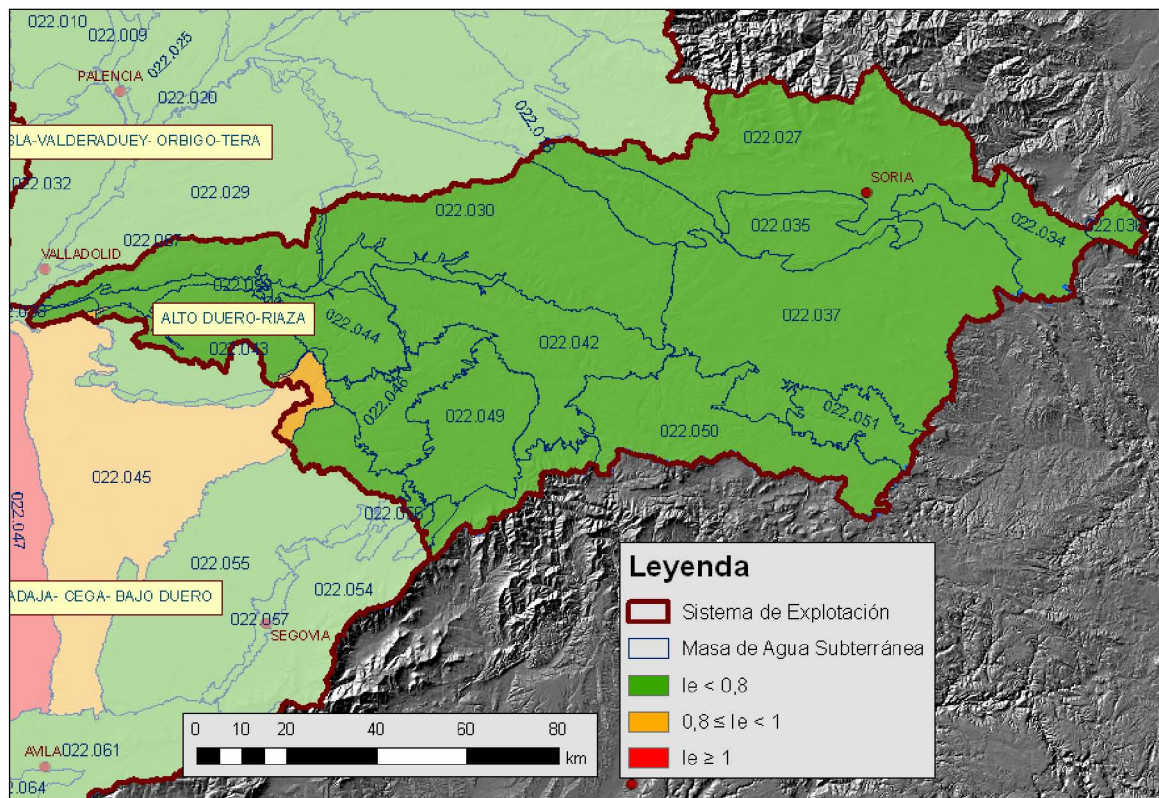 022.010
022.009
022.025
PALENCIA
022.020
SLA-VALDERADUEY- ORBIGO-TERA
022.032
022.029
VALLADOLID
022.027
SORIA
022.030
022.035
022.034
022.037
ALTO DUERO-RIAZA
022.044
022.042
022.043
022.046
022.049
022.050
022.051
022.045
022.047
022.055
022.054
ADAJA- CEGA- BAJO DUERO
022.057
SEGOVIA
AVILA
022.061
2.064
Leyenda
Sistema de Explotación
Masa de Agua Subterránea
Ie < 0,8
0,8 ≤ Ie < 1
Ie ≥ 1
0 10 20 40 60 80
km